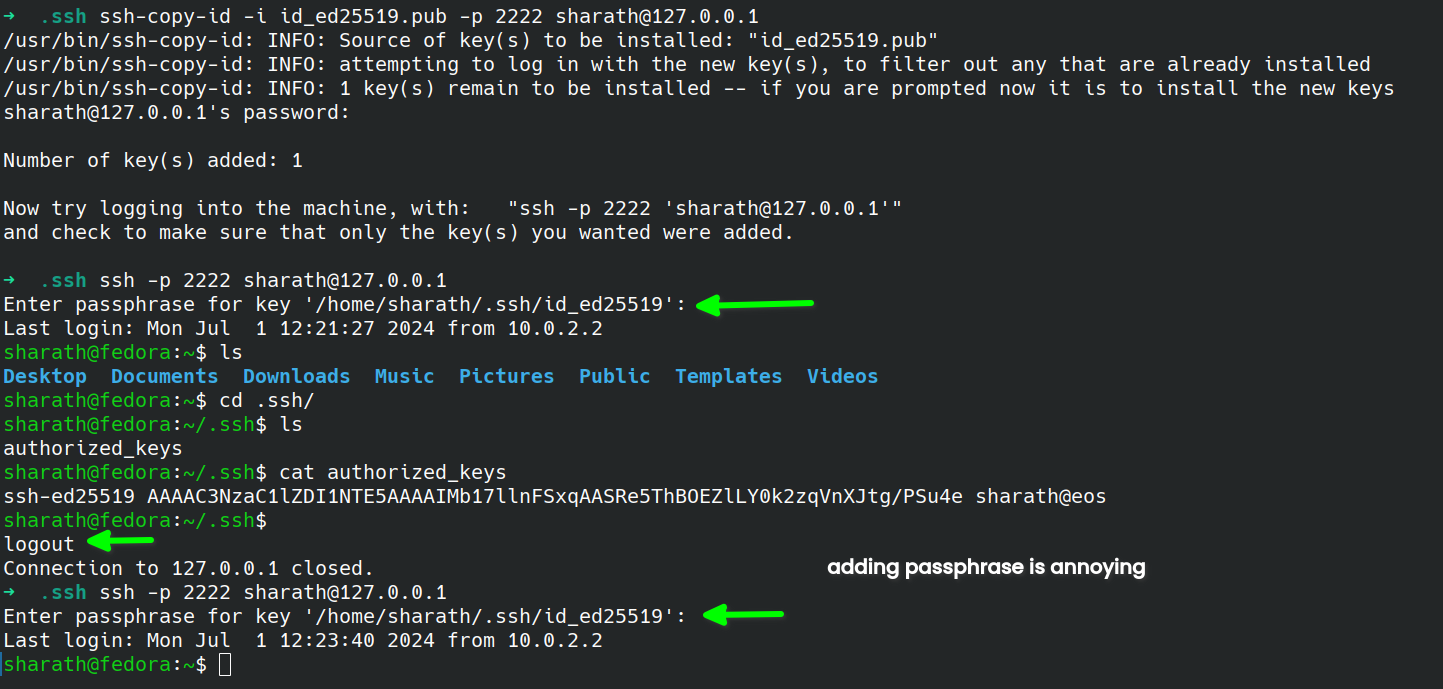 ➜  .ssh ssh-copy-id -i id_ed25519.pub -p 2222 sharath@127.0.0.1
/usr/bin/ssh-copy-id: INFO: Source of key(s) to be installed: "id_ed25519.pub"
/usr/bin/ssh-copy-id: INFO: attempting to log in with the new key(s), to filter out any that are already installed
/usr/bin/ssh-copy-id: INFO: 1 key(s) remain to be installed -- if you are prompted now it is to install the new keys
sharath@127.0.0.1's password:
Number of key(s) added: 1
Now try logging into the machine, with:   "ssh -p 2222 'sharath@127.0.0.1'"
and check to make sure that only the key(s) you wanted were added.
➜  .ssh ssh -p 2222 sharath@127.0.0.1
Enter passphrase for key '/home/sharath/.ssh/id_ed25519':
Last login: Mon Jul  1 12:21:27 2024 from 10.0.2.2
sharath@fedora:~$ ls
Desktop  Documents  Downloads  Music  Pictures  Public  Templates  Videos
sharath@fedora:~$ cd .ssh/
sharath@fedora:~/.ssh$ ls
authorized_keys
sharath@fedora:~/.ssh$ cat authorized_keys
ssh-ed25519 AAAAC3NzaC1lZDI1NTE5AAAAIMb17llnFSxqAASRe5ThBOEZlLY0k2zqVnXJtg/PSu4e sharath@eos
sharath@fedora:~/.ssh$
logout
Connection to 127.0.0.1 closed.
adding passphrase is annoying
➜  .ssh ssh -p 2222 sharath@127.0.0.1
Enter passphrase for key '/home/sharath/.ssh/id_ed25519':
Last login: Mon Jul  1 12:23:40 2024 from 10.0.2.2
sharath@fedora:~$